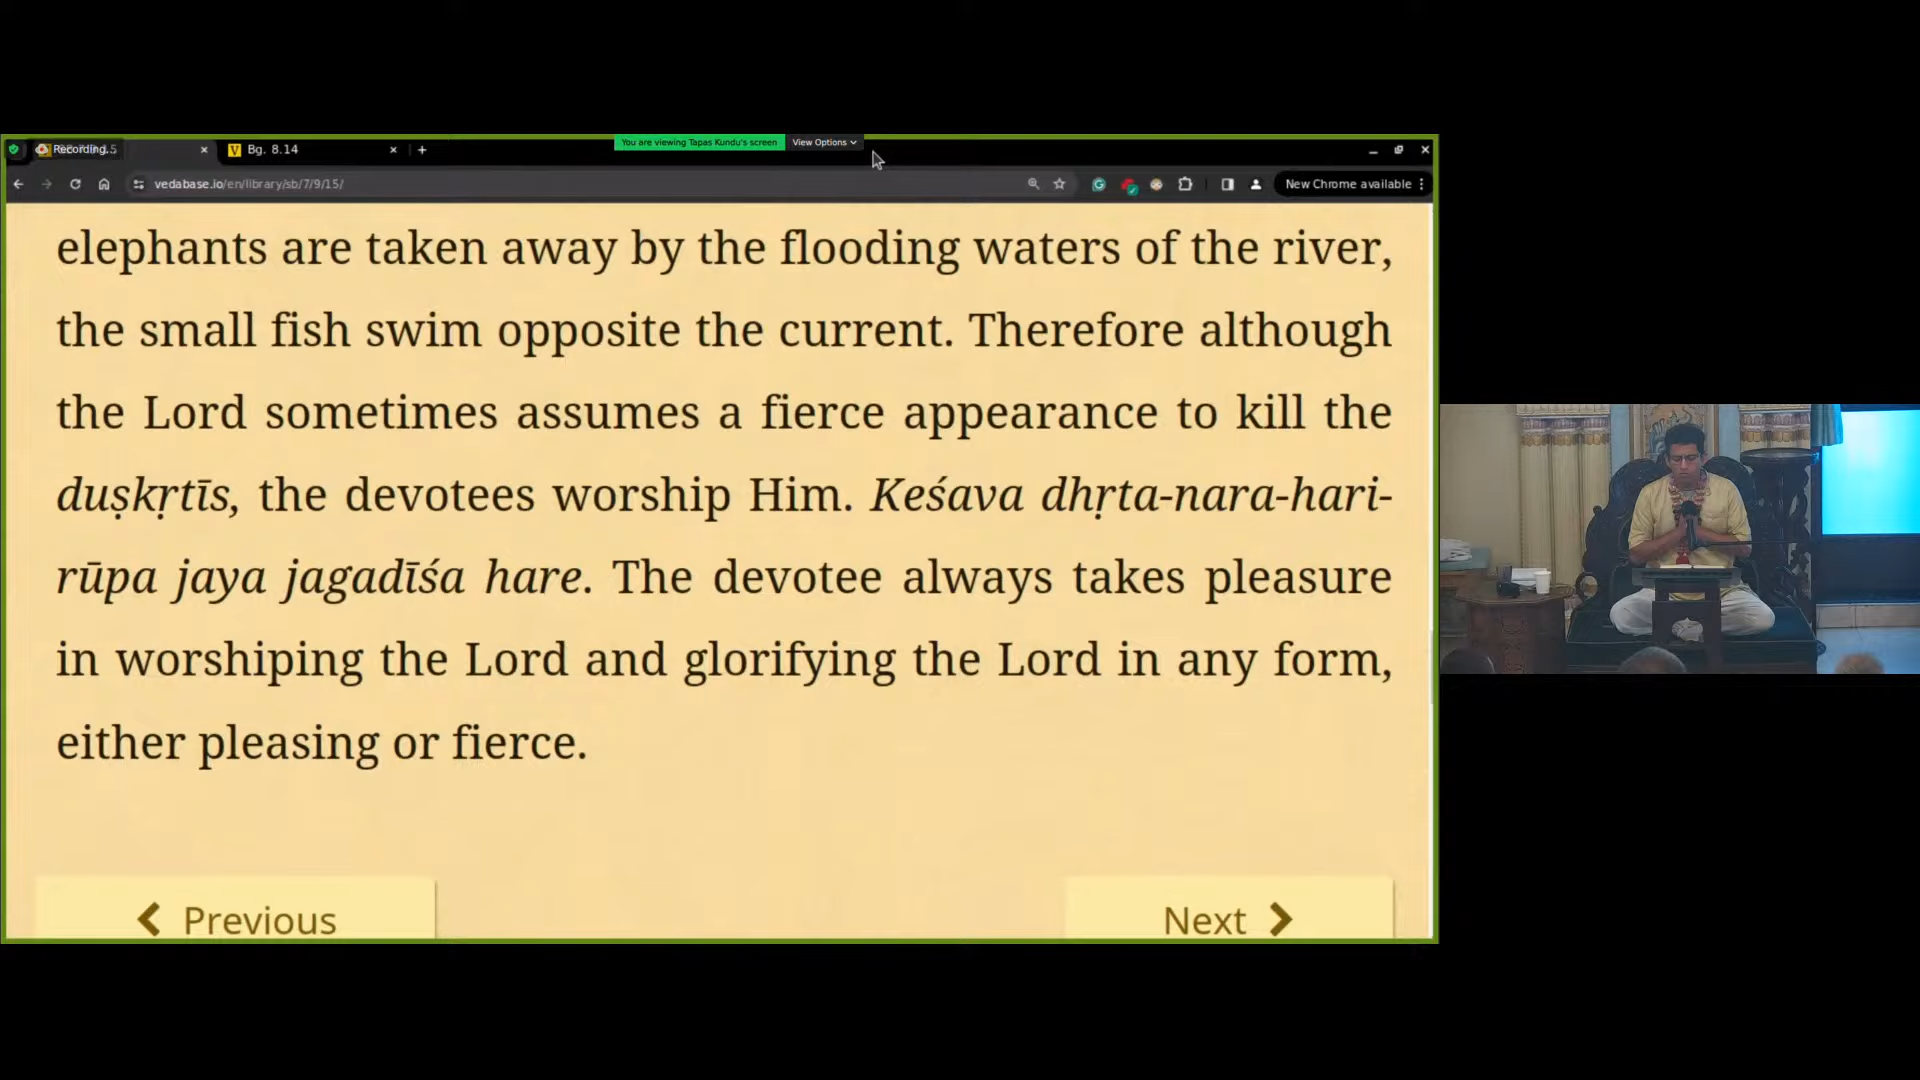 Recording...
Bg. 8.14
You are viewing Tapas Kundu's screen
View Options
vedabase.io/en/library/sb/7/9/15/
New Chrome available
elephants are taken away by the flooding waters of the river,
the small fish swim opposite the current. Therefore although
the Lord sometimes assumes a fierce appearance to kill the
duṣkṛtīs, the devotees worship Him. Keśava dhṛta-nara-hari-
rūpa jaya jagadīśa hare. The devotee always takes pleasure
in worshiping the Lord and glorifying the Lord in any form,
either pleasing or fierce.
Previous
Next